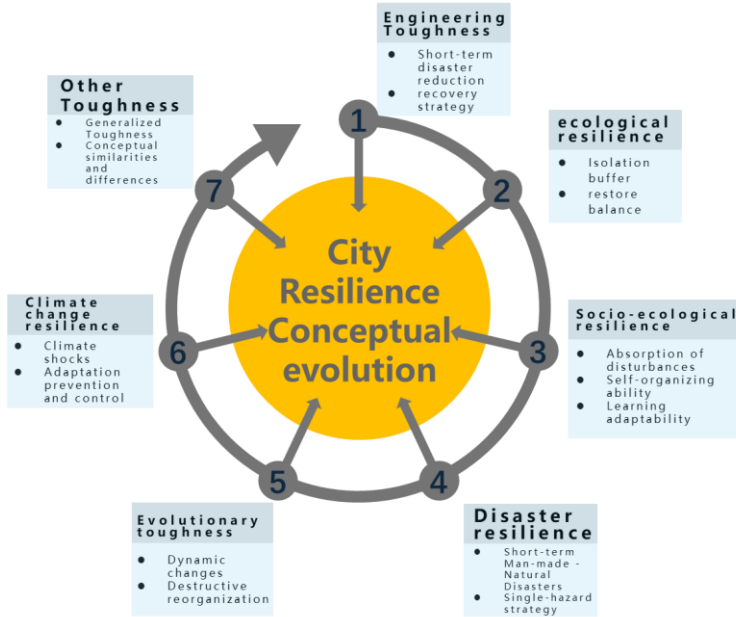 City
Resilience
Conceptual
evolution
1
Engineering
Toughness
● Short-term
disaster
reduction
● recovery
strategy
2
ecological
resilience
● Isolation
buffer
● restore
balance
3
Socio-ecological
resilience
● Absorption of
disturbances
● Self-organizing
ability
● Learning
adaptability
4
Disaster
resilience
● Short-term
Man-made -
Natural
Disasters
● Single-hazard
strategy
5
Evolutionary
toughness
● Dynamic
changes
● Destructive
reorganization
6
Climate
change
resilience
● Climate
shocks
● Adaptation
prevention
and control
7
Other
Toughness
● Generalized
Toughness
● Conceptual
similarities
and
differences